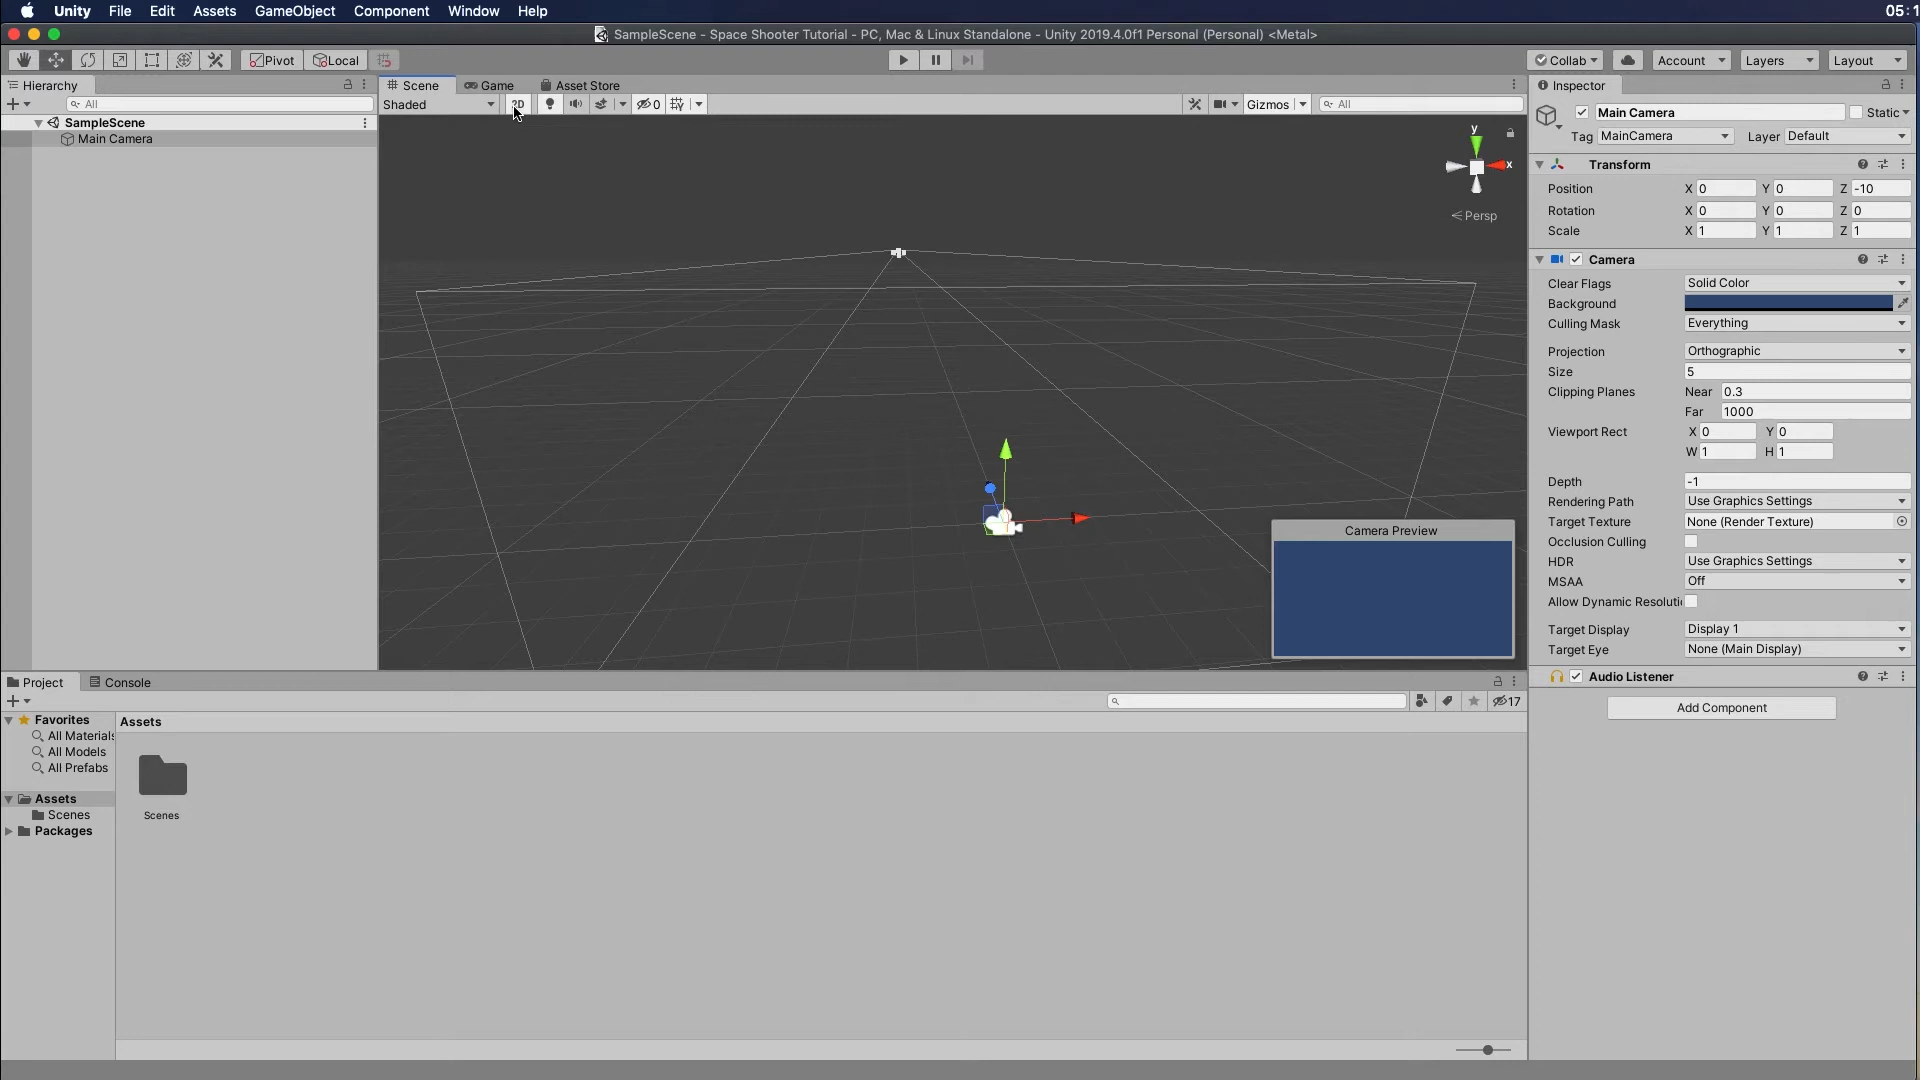 Unity File Edit Assets GameObject Component Window Help 05:1
SampleScene - Space Shooter Tutorial - PC, Mac & Linux Standalone - Unity 2019.4.0f1 Personal (Personal) <Metal>
Pivot Local Collab Account Layers Layout
Hierarchy
All
SampleScene
Main Camera
Scene Game Asset Store
Shaded 2D 0 Gizmos All
y
x
Persp
Camera Preview
Inspector
Main Camera Static
Tag MainCamera Layer Default
Transform
Position X 0 Y 0 Z -10
Rotation X 0 Y 0 Z 0
Scale X 1 Y 1 Z 1
Camera
Clear Flags Solid Color
Background
Culling Mask Everything
Projection Orthographic
Size 5
Clipping Planes Near 0.3
Far 1000
Viewport Rect X 0 Y 0
W 1 H 1
Depth -1
Rendering Path Use Graphics Settings
Target Texture None (Render Texture)
Occlusion Culling
HDR Use Graphics Settings
MSAA Off
Allow Dynamic Resoluti
Target Display Display 1
Target Eye None (Main Display)
Audio Listener
Add Component
Project Console
17
Favorites
All Materials
All Models
All Prefabs
Assets
Scenes
Packages
Assets
Scenes